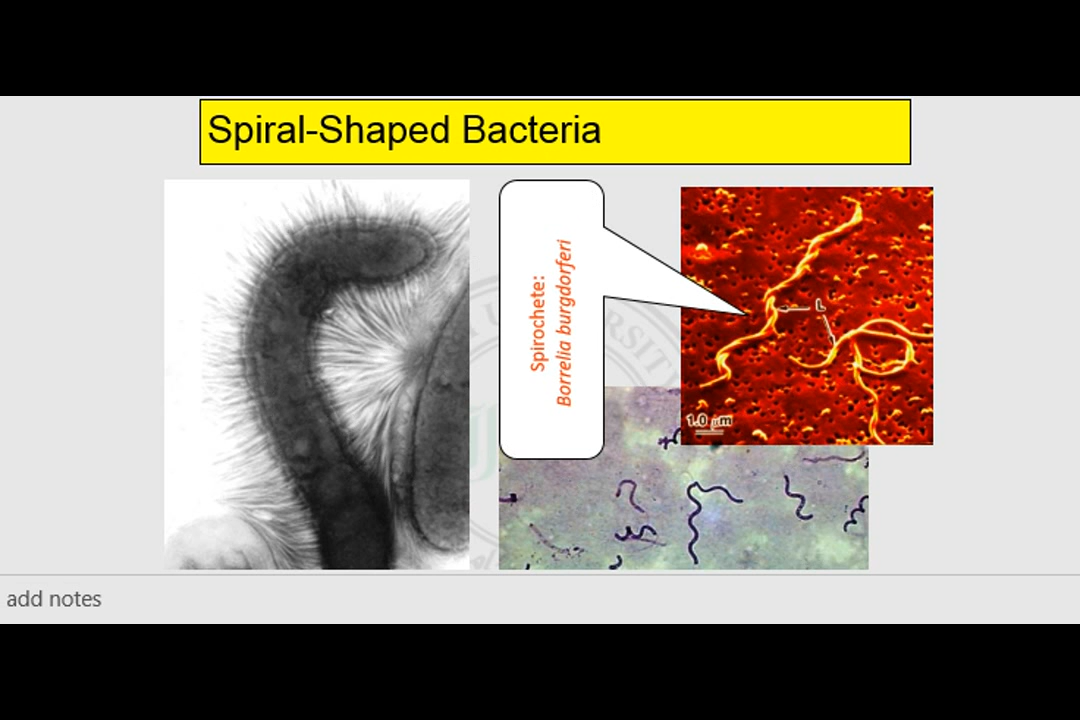 Spiral-Shaped Bacteria
Spirochete:
Borrelia burgdorferi
L
1.0 μm
add notes